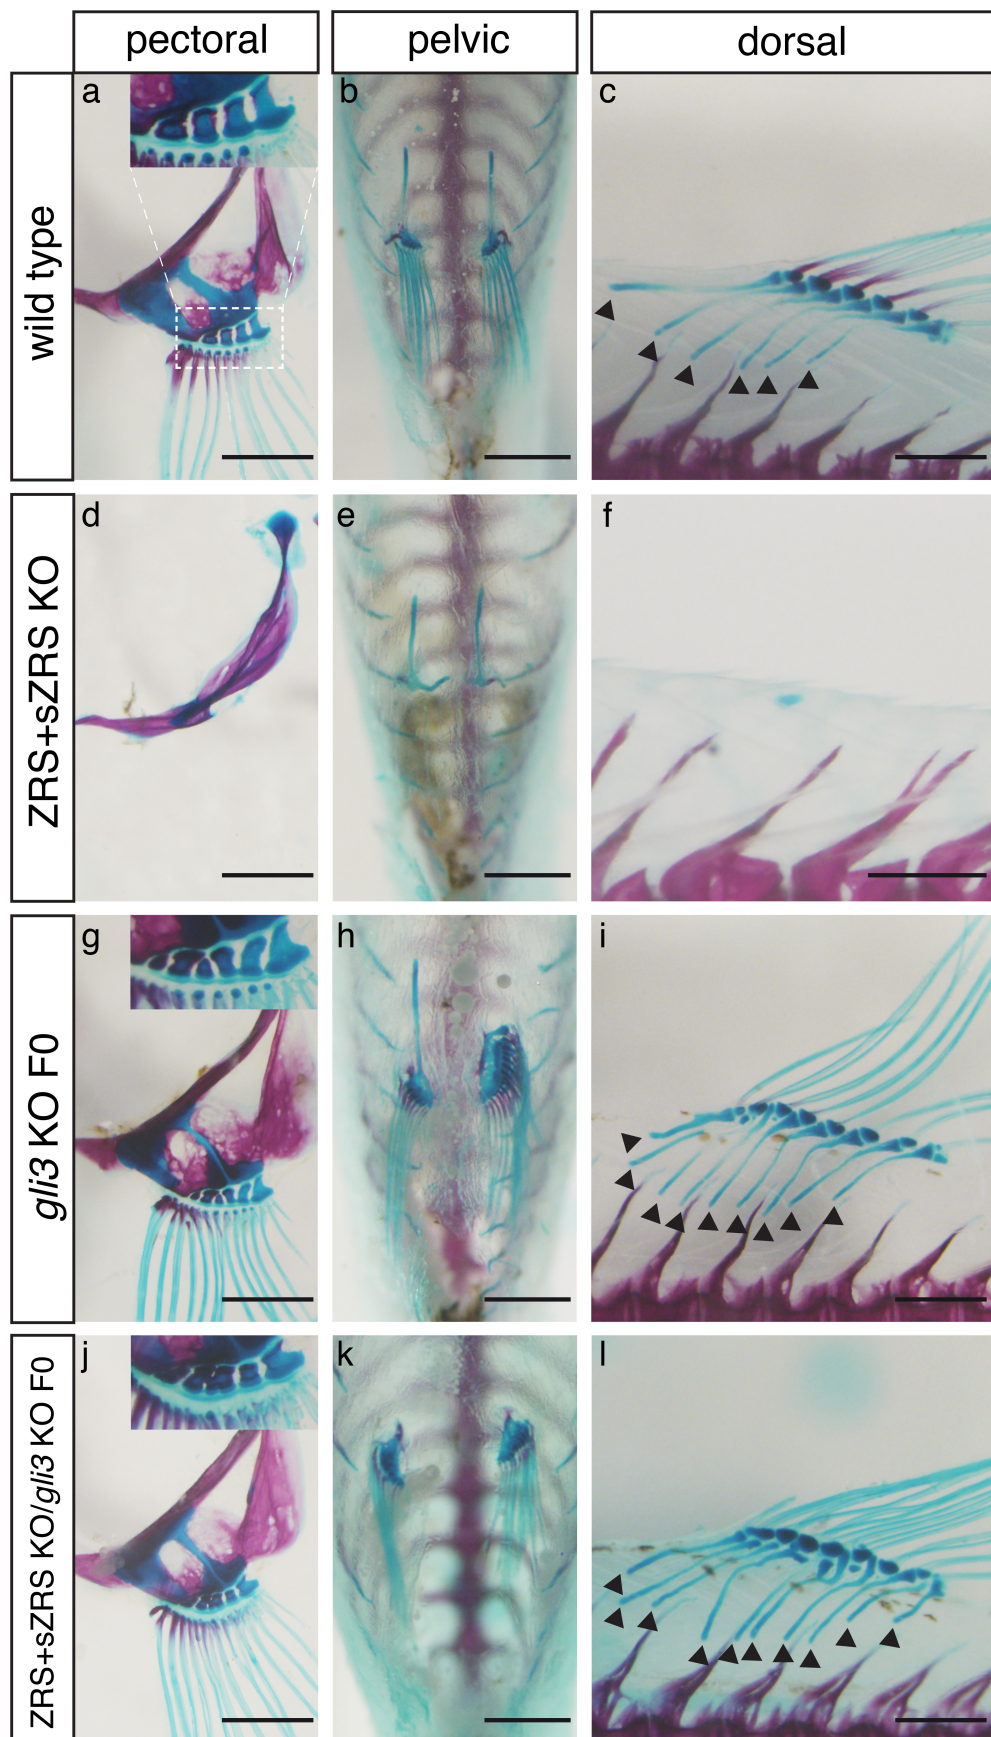 pectoral
pelvic
dorsal
wild type
a
b
c
ZRS+sZRS KO
d
e
f
gli3 KO F0
g
h
i
ZRS+sZRS KO/gli3 KO F0
j
k
l